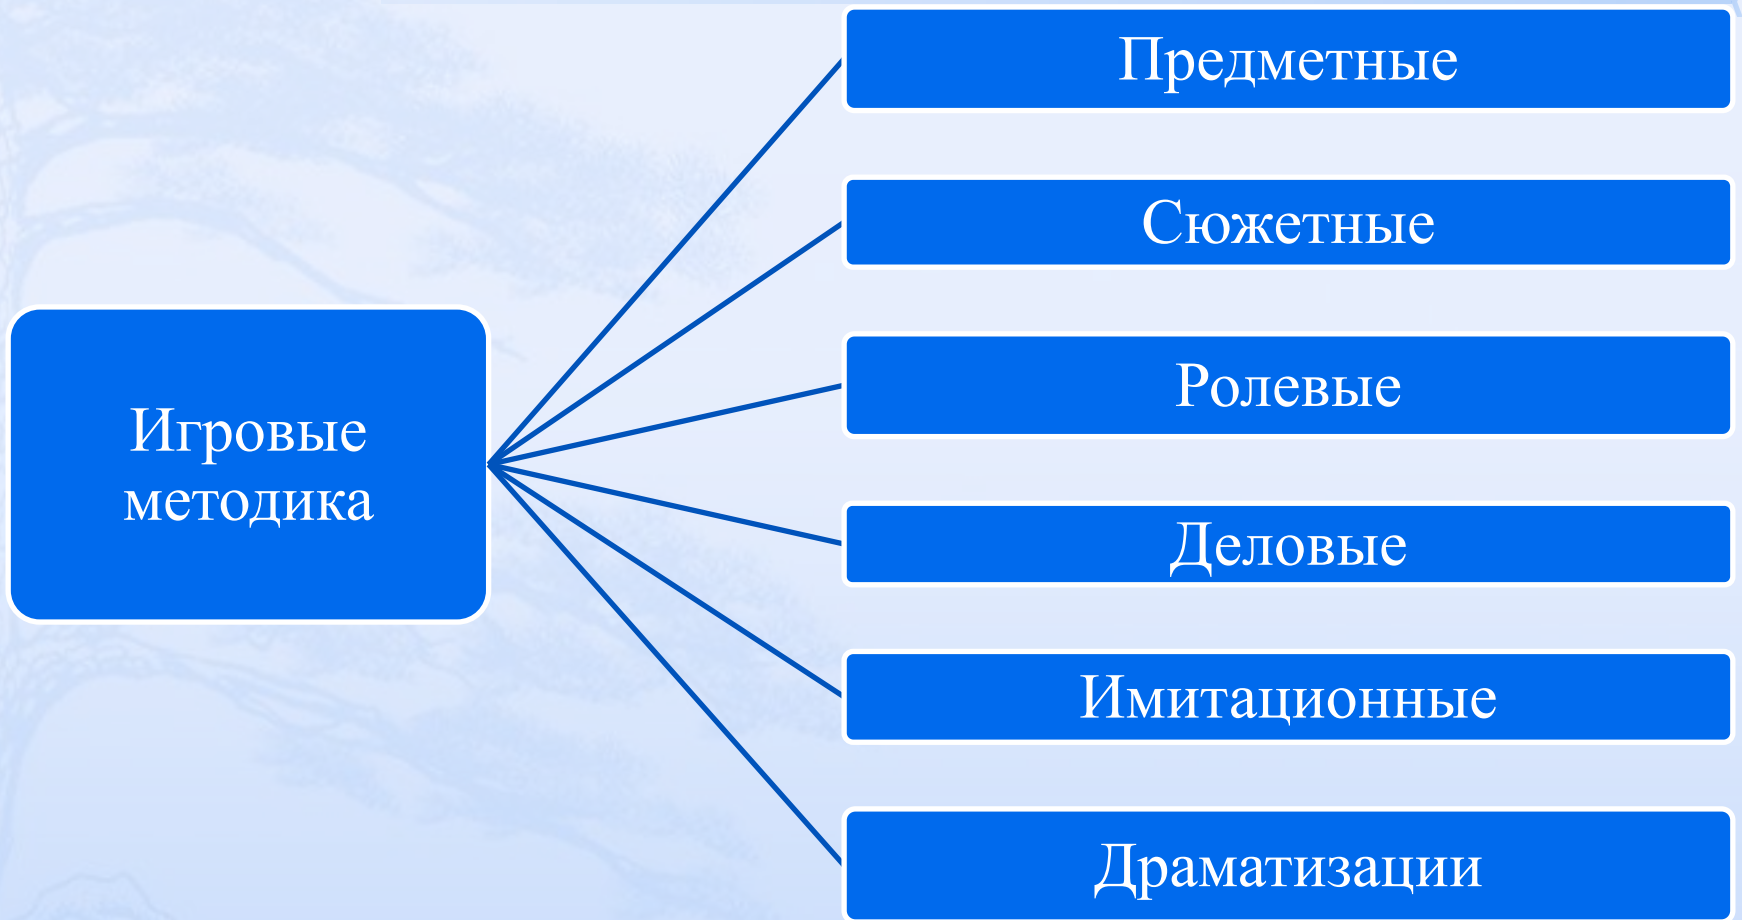 Предметные
Сюжетные
Ролевые
Игровые
методика
Деловые
Имитационные
Драматизации